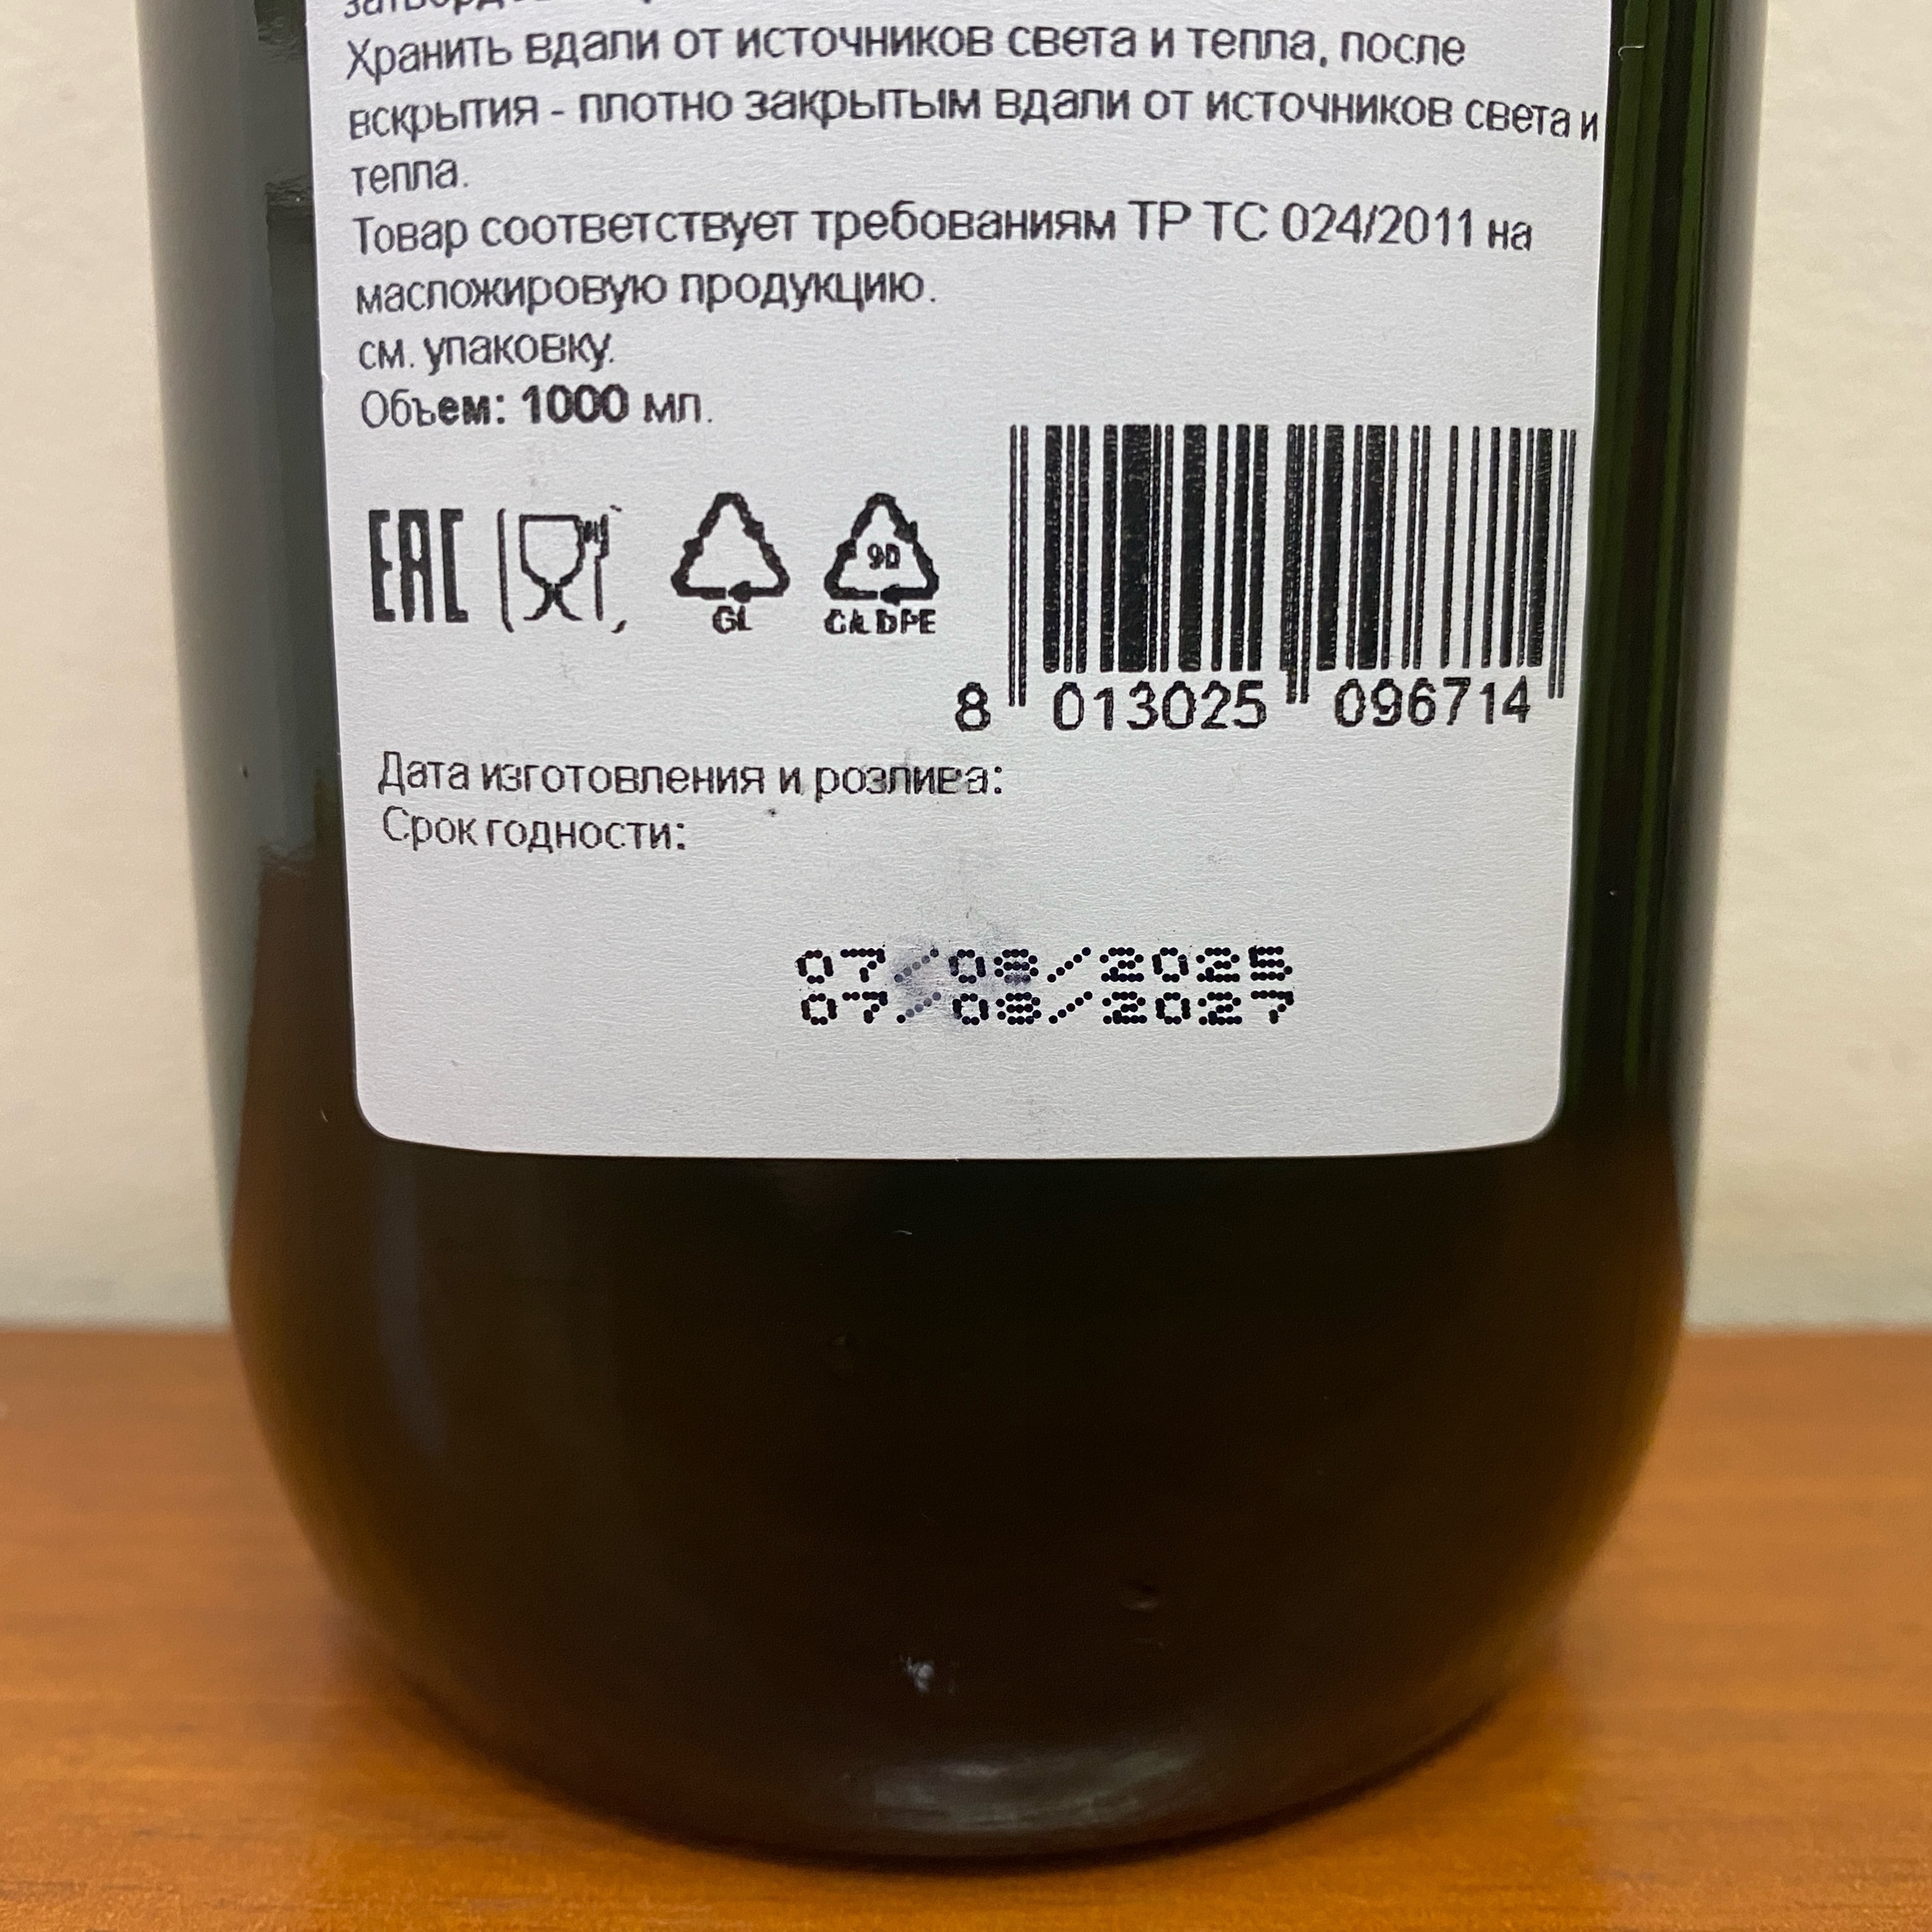 Хранить вдали от источников света и тепла, после
вскрытия - плотно закрытым вдали от источников света и
тепла.
Товар соответствует требованиям ТР ТС 024/2011 на
масложировую продукцию.
см. упаковку.
Объем: 1000 мл.
EAC
GL
90
8 013025 096714
Дата изготовления и розлива:
Срок годности:
07/08/2025
07/08/2027